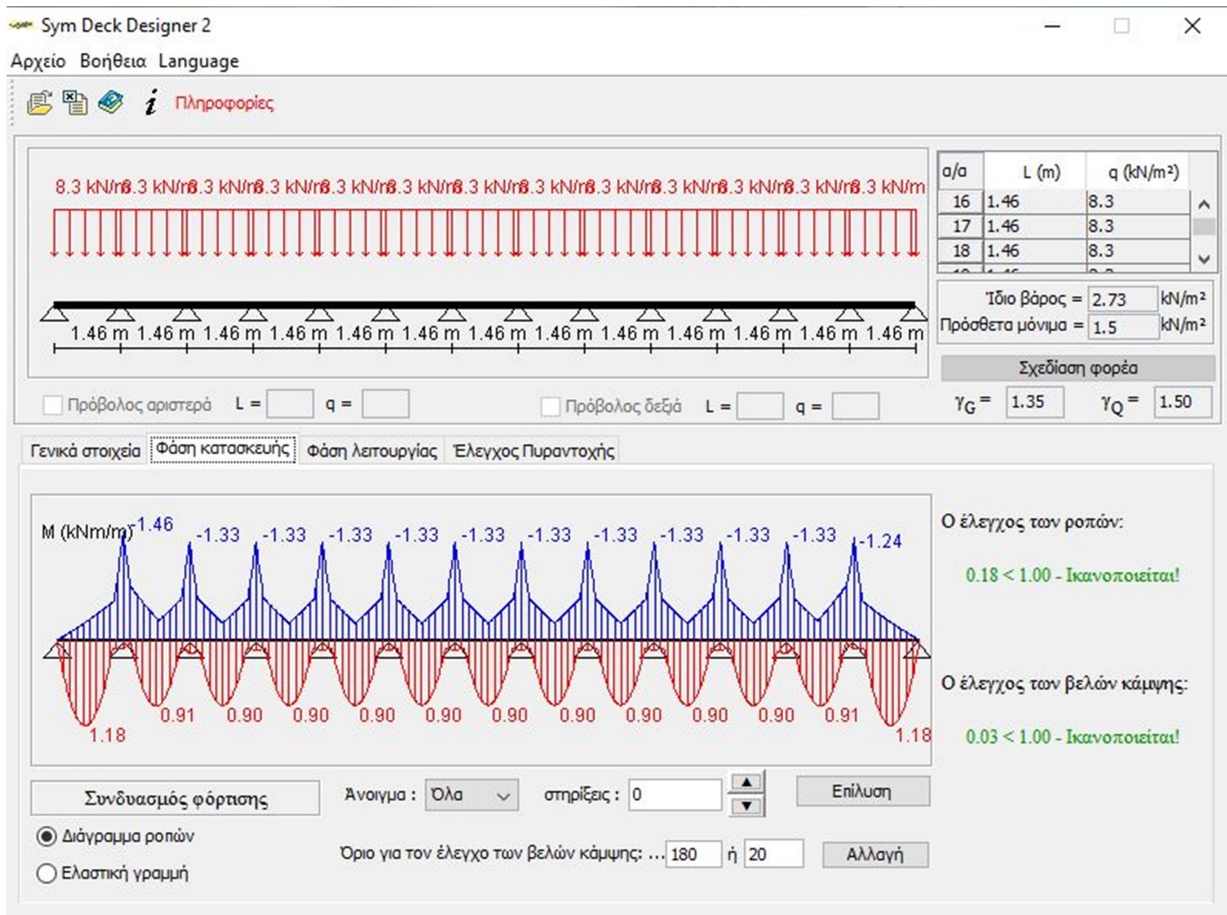 Sym Deck Designer 2
Αρχείο Βοήθεια Language
i Πληροφορίες
8.3 kN/m8.3 kN/m8.3 kN/m8.3 kN/m8.3 kN/m8.3 kN/m8.3 kN/m8.3 kN/m8.3 kN/m8.3 kN/m8.3 kN/m8.3 kN/m8.3 kN/m
1.46 m 1.46 m 1.46 m 1.46 m 1.46 m 1.46 m 1.46 m 1.46 m 1.46 m 1.46 m 1.46 m 1.46 m 1.46 m
α/α L (m) q (kN/m²)
16 1.46 8.3
17 1.46 8.3
18 1.46 8.3
Ίδιο βάρος = 2.73 kN/m²
Πρόσθετα μόνιμα = 1.5 kN/m²
Σχεδίαση φορέα
Πρόβολος αριστερά L = q =
Πρόβολος δεξιά L = q =
γG = 1.35 γQ = 1.50
Γενικά στοιχεία Φάση κατασκευής Φάση λειτουργίας Έλεγχος Πυραντοχής
M (kNm/m)
-1.46 -1.33 -1.33 -1.33 -1.33 -1.33 -1.33 -1.33 -1.33 -1.33 -1.33 -1.24
1.18 0.91 0.90 0.90 0.90 0.90 0.90 0.90 0.90 0.90 0.90 0.91 1.18
Ο έλεγχος των ροπών:
0.18 < 1.00 - Ικανοποιείται!
Ο έλεγχος των βελών κάμψης:
0.03 < 1.00 - Ικανοποιείται!
Συνδυασμός φόρτισης
Άνοιγμα : Όλα στηρίξεις : 0 Επίλυση
Διάγραμμα ροπών
Ελαστική γραμμή
Όριο για τον έλεγχο των βελών κάμψης: ... 180 ή 20 Αλλαγή